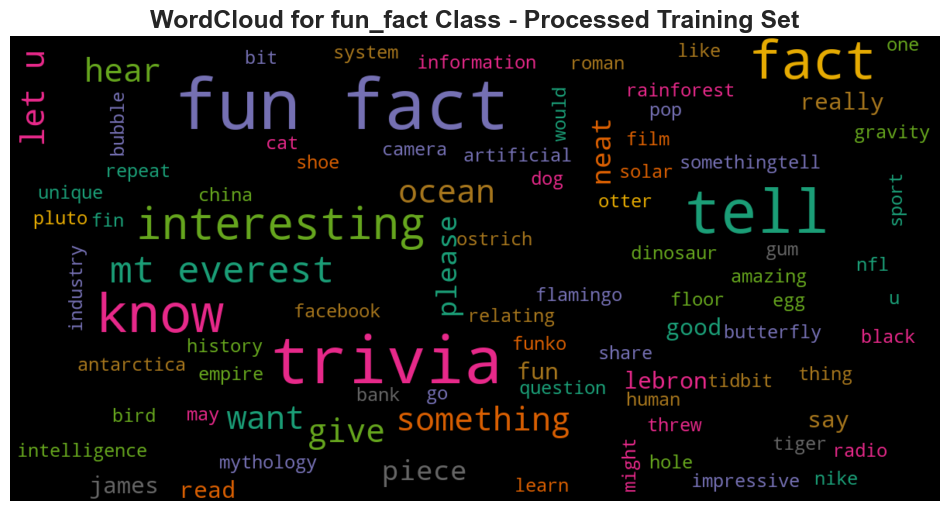 WordCloud for fun_fact Class - Processed Training Set
let u
hear
bit
system
information
roman
like
fact
one
fun fact
bubble
would
rainforest
pop
really
gravity
cat
shoe
camera
artificial
neat
film
solar
somethingtell
repeat
dog
unique
china
ocean
otter
tell
sport
pluto
fin
interesting
please
ostrich
dinosaur
gum
nfl
industry
mt everest
amazing
flamingo
floor
egg
u
know
facebook
relating
good
butterfly
black
history
trivia
funko
share
antarctica
empire
fun
question
lebron
tidbit
thing
bank
go
human
bird
may
want
give
something
threw
say
intelligence
mythology
piece
might
hole
tiger
radio
james
read
learn
impressive
nike